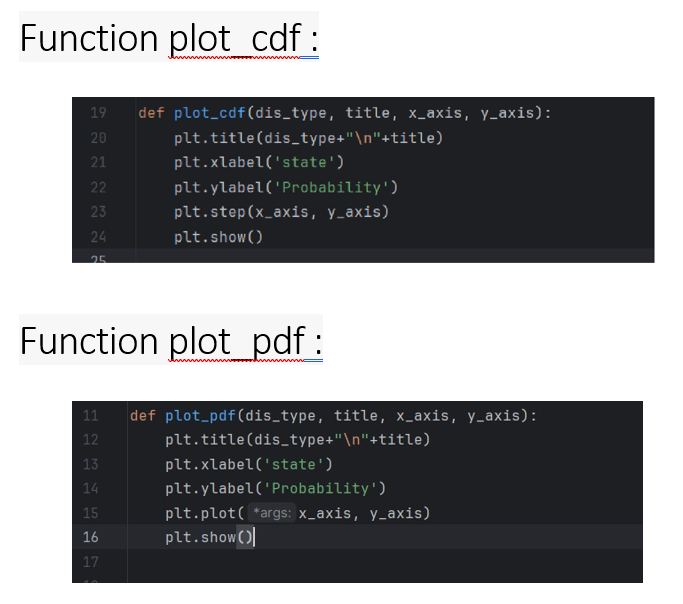 Function plot_cdf :
19 def plot_cdf(dis_type, title, x_axis, y_axis):
20 plt.title(dis_type+"\n"+title)
21 plt.xlabel('state')
22 plt.ylabel('Probability')
23 plt.step(x_axis, y_axis)
24 plt.show()
25
Function plot_pdf :
11 def plot_pdf(dis_type, title, x_axis, y_axis):
12 plt.title(dis_type+"\n"+title)
13 plt.xlabel('state')
14 plt.ylabel('Probability')
15 plt.plot( *args: x_axis, y_axis)
16 plt.show()
17